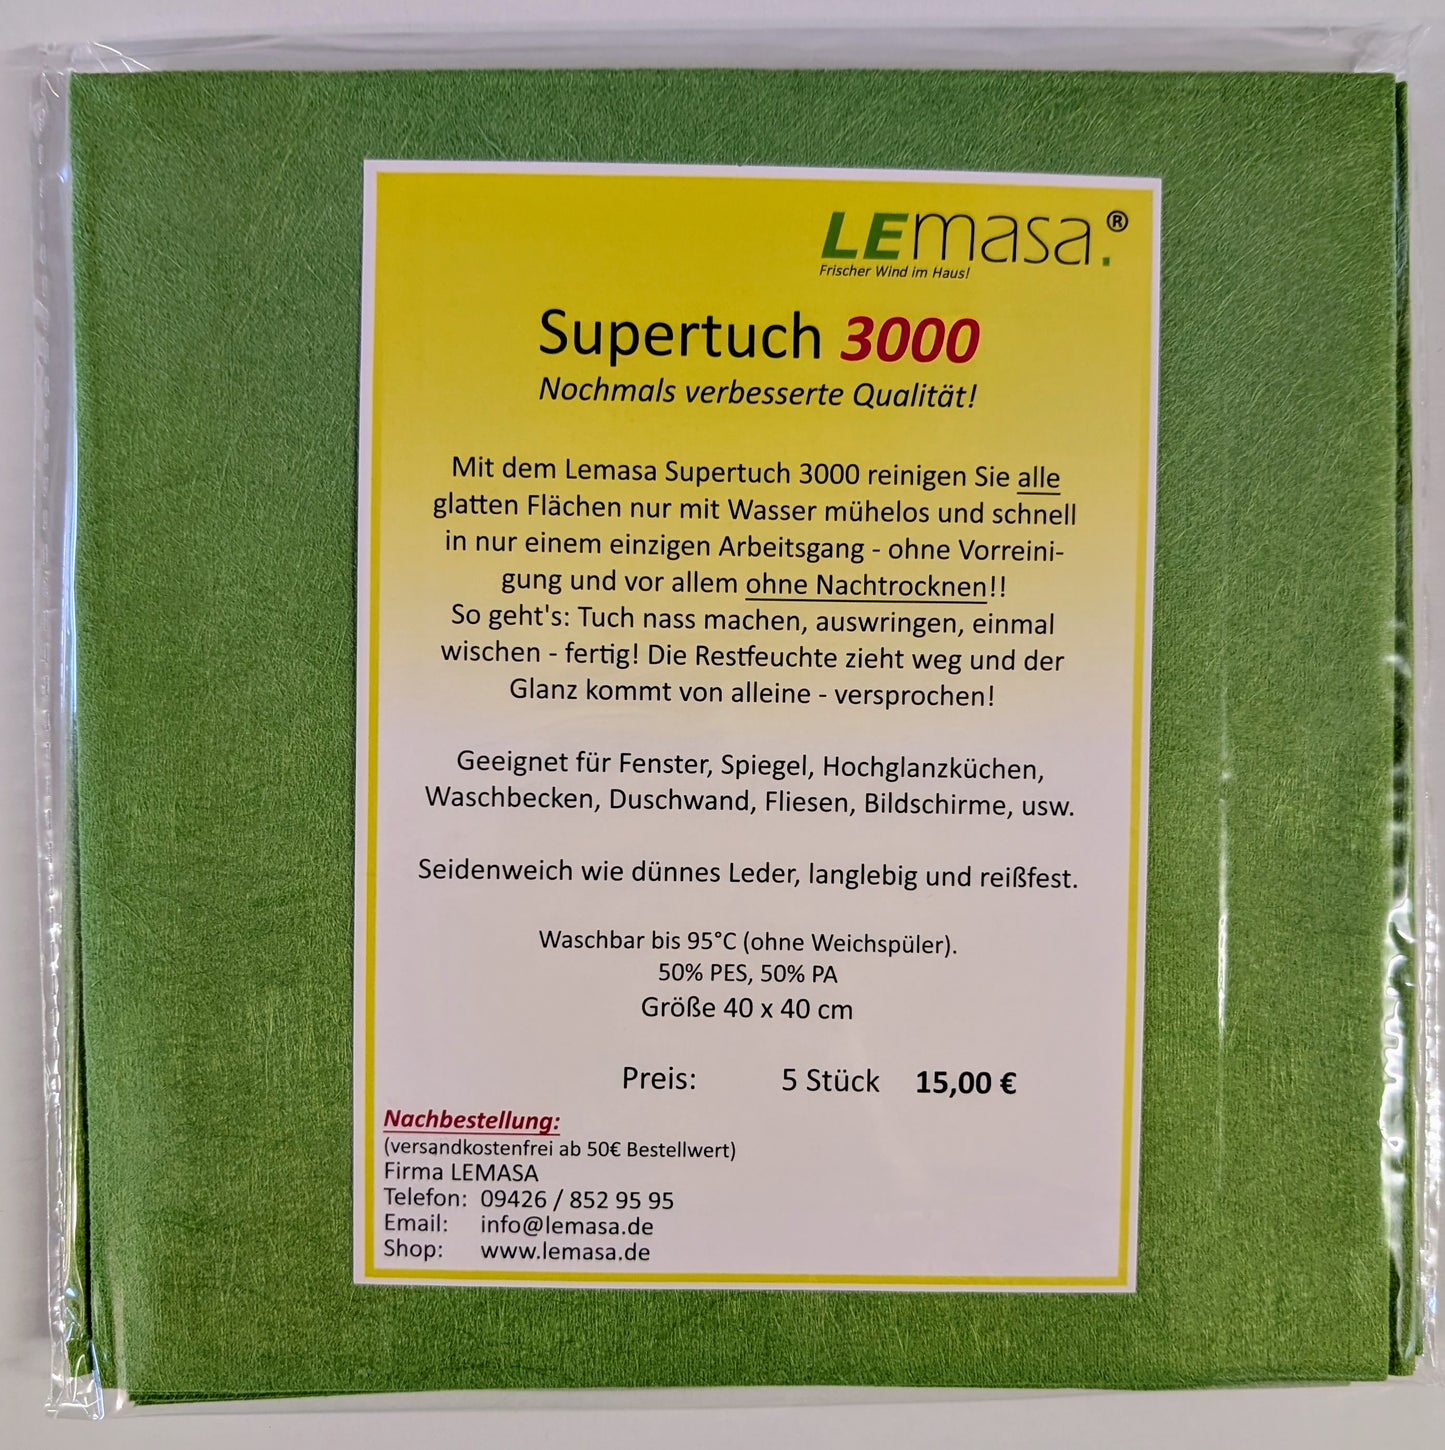 LEmasa.®
Frischer Wind im Haus!
Supertuch 3000
Nochmals verbesserte Qualität!
Mit dem Lemasa Supertuch 3000 reinigen Sie alle
glatten Flächen nur mit Wasser mühelos und schnell
in nur einem einzigen Arbeitsgang - ohne Vorreini-
gung und vor allem ohne Nachtrocknen!!
So geht's: Tuch nass machen, auswringen, einmal
wischen - fertig! Die Restfeuchte zieht weg und der
Glanz kommt von alleine - versprochen!
Geeignet für Fenster, Spiegel, Hochglanzküchen,
Waschbecken, Duschwand, Fliesen, Bildschirme, usw.
Seidenweich wie dünnes Leder, langlebig und reißfest.
Waschbar bis 95°C (ohne Weichspüler).
50% PES, 50% PA
Größe 40 x 40 cm
Preis: 5 Stück 15,00 €
Nachbestellung:
(versandkostenfrei ab 50€ Bestellwert)
Firma LEMASA
Telefon: 09426 / 852 95 95
Email: info@lemasa.de
Shop: www.lemasa.de